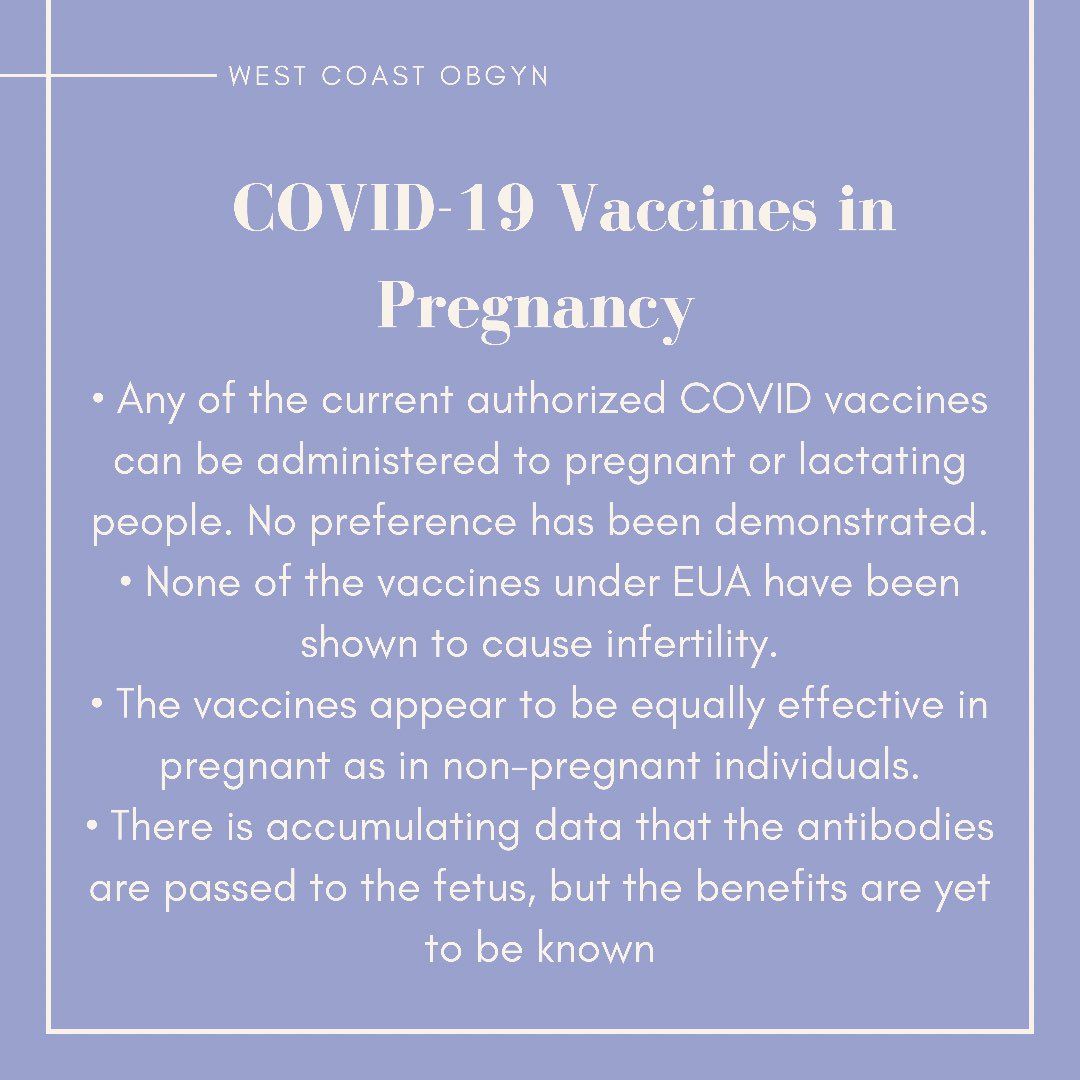 WEST COAST OBGYN
COVID-19 Vaccines in
Pregnancy
• Any of the current authorized COVID vaccines
can be administered to pregnant or lactating
people. No preference has been demonstrated.
• None of the vaccines under EUA have been
shown to cause infertility.
• The vaccines appear to be equally effective in
pregnant as in non-pregnant individuals.
• There is accumulating data that the antibodies
are passed to the fetus, but the benefits are yet
to be known